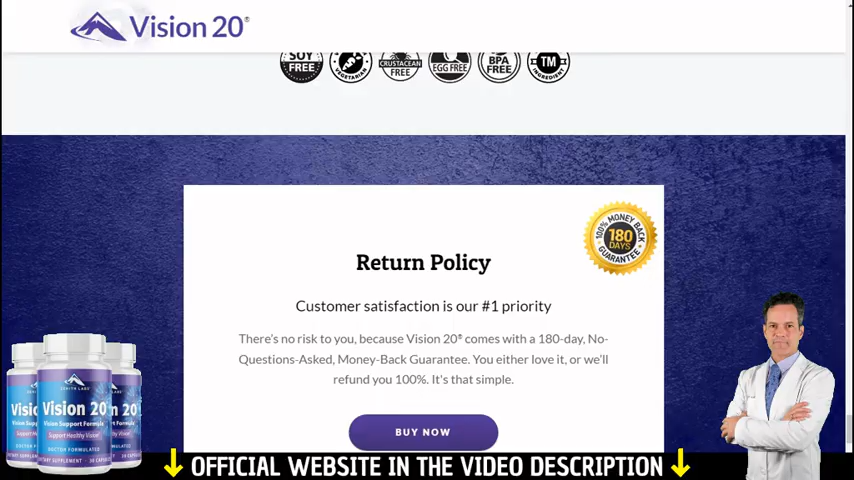 Vision 20®
SOY FREE
VEGETARIAN
CRUSTACEAN FREE
EGG FREE
BPA FREE
TM INGREDIENT
100% MONEY BACK
180
DAYS
GUARANTEE
Return Policy
Customer satisfaction is our #1 priority
There's no risk to you, because Vision 20® comes with a 180-day, No-
Questions-Asked, Money-Back Guarantee. You either love it, or we'll
refund you 100%. It's that simple.
BUY NOW
ZENITH LABS
Vision 20
Vision Support Formula
Support Healthy Vision
DOCTOR FORMULATED
DIETARY SUPPLEMENT - 30 CAPSULES
OFFICIAL WEBSITE IN THE VIDEO DESCRIPTION